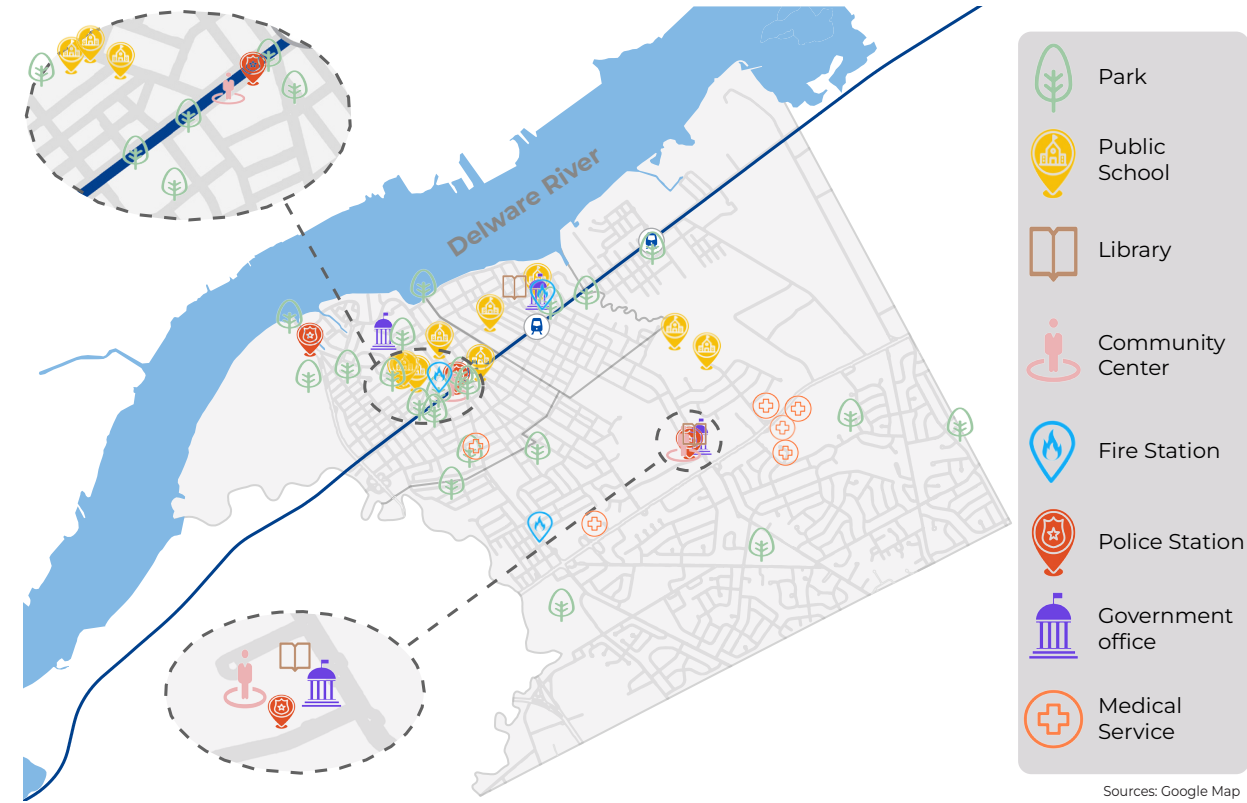 Delware River
Park
Public
School
Library
Community
Center
Fire Station
Police Station
Government
office
Medical
Service
Sources: Google Map